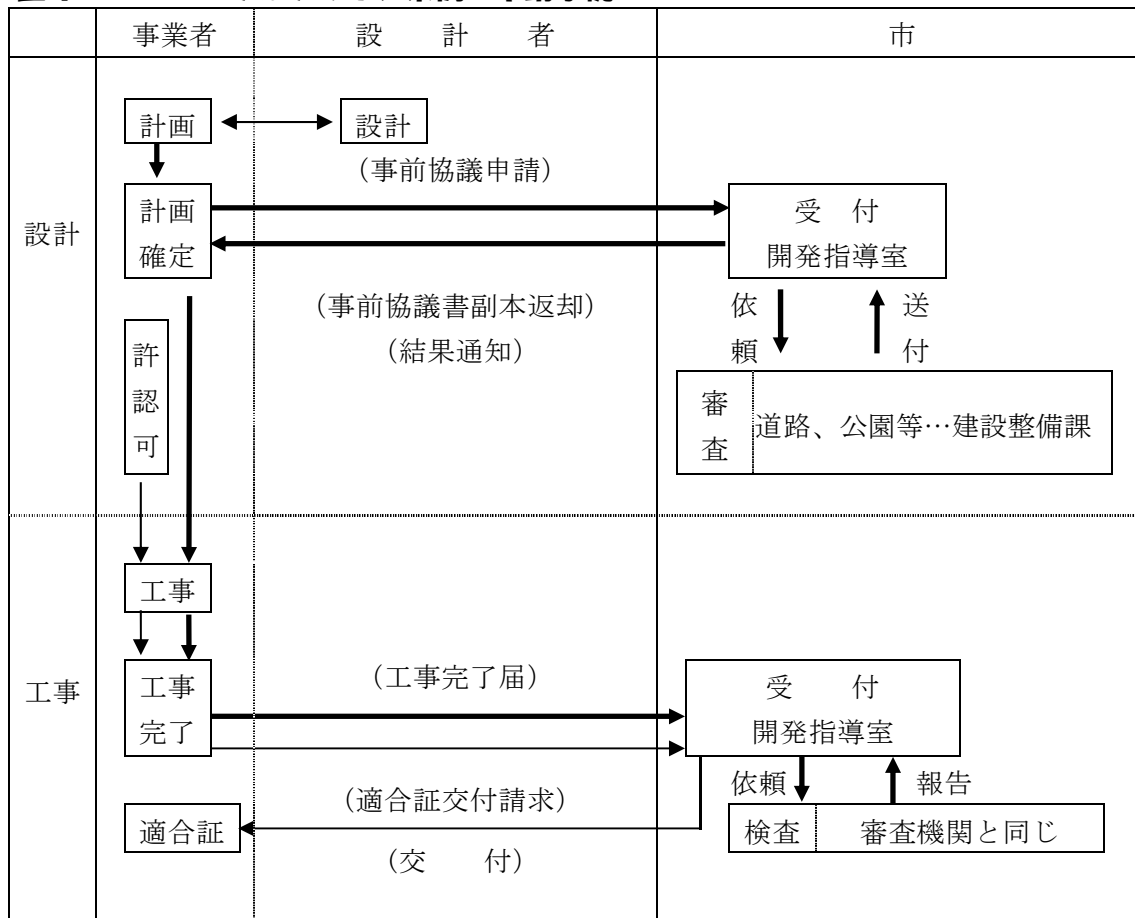 事業者 設計者 市
設計
計画 設計
(事前協議申請)
計画
確定
受付
開発指導室
(事前協議書副本返却)
(結果通知)
依頼
送付
許認可
審査
道路、公園等…建設整備課
工事
工事
工事
完了
(工事完了届)
受付
開発指導室
依頼
報告
(適合証交付請求)
適合証
検査 審査機関と同じ
(交付)